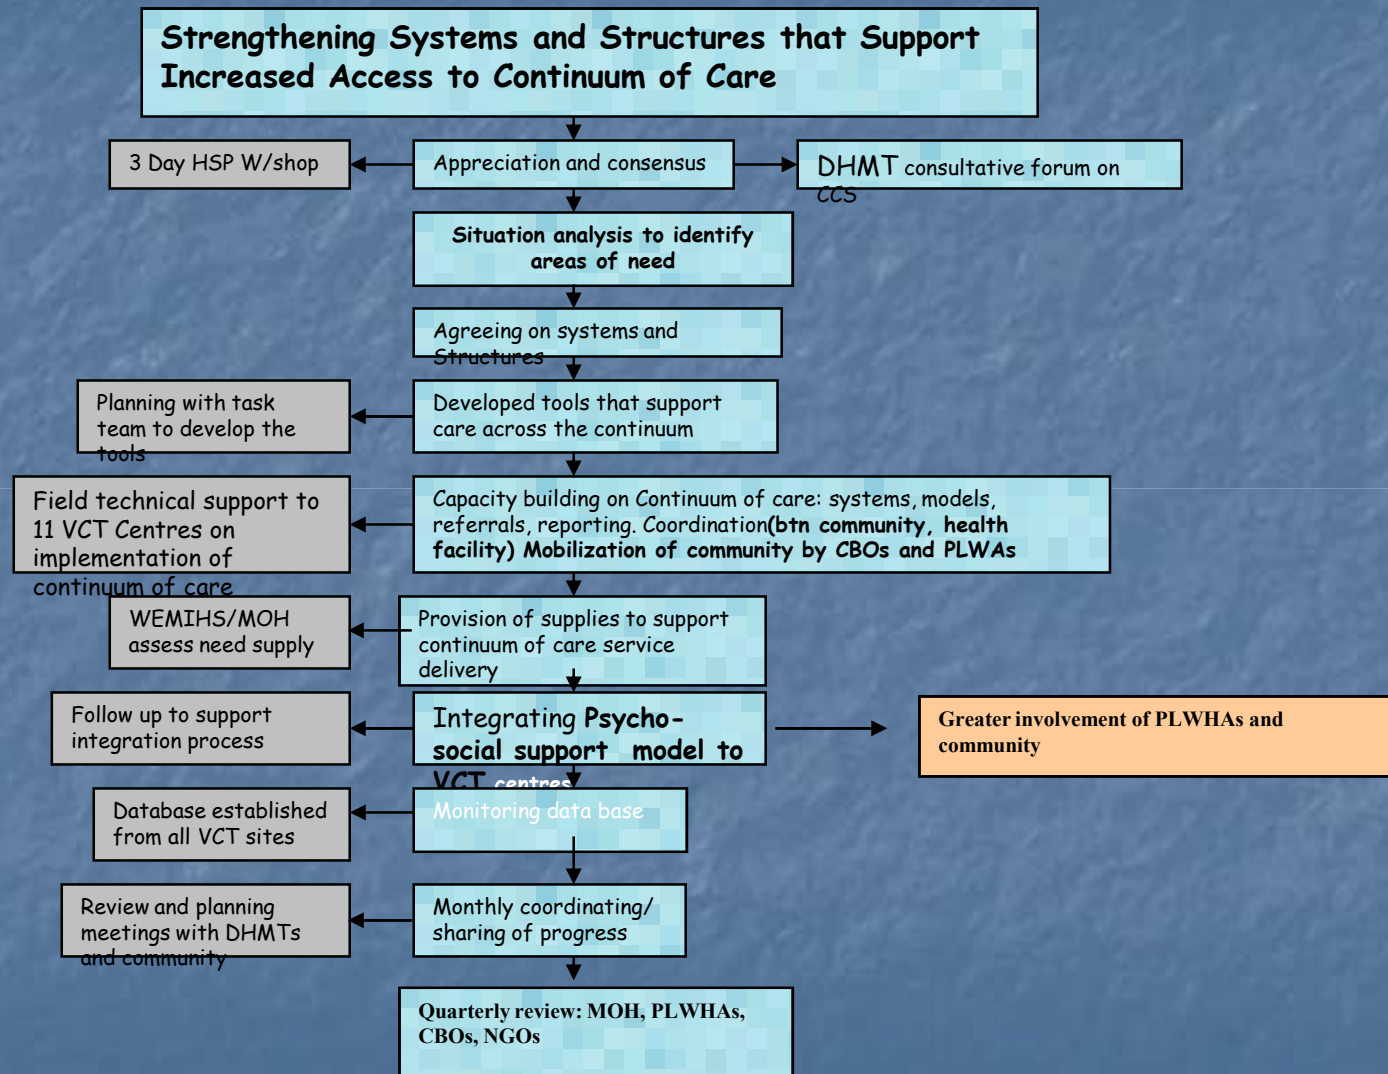 Strengthening Systems and Structures that Support
Increased Access to Continuum of Care
3 Day HSP W/shop
Appreciation and consensus
DHMT consultative forum on
CCS
Situation analysis to identify
areas of need
Agreeing on systems and
Structures
Planning with task
team to develop the
tools
Developed tools that support
care across the continuum
Field technical support to
11 VCT Centres on
implementation of
continuum of care
Capacity building on Continuum of care: systems, models,
referrals, reporting. Coordination(btn community, health
facility) Mobilization of community by CBOs and PLWAs
WEMIHS/MOH
assess need supply
Provision of supplies to support
continuum of care service
delivery
Follow up to support
integration process
Integrating Psycho-
social support model to
VCT centres
Greater involvement of PLWHAs and
community
Database established
from all VCT sites
Monitoring data base
Review and planning
meetings with DHMTs
and community
Monthly coordinating/
sharing of progress
Quarterly review: MOH, PLWHAs,
CBOs, NGOs